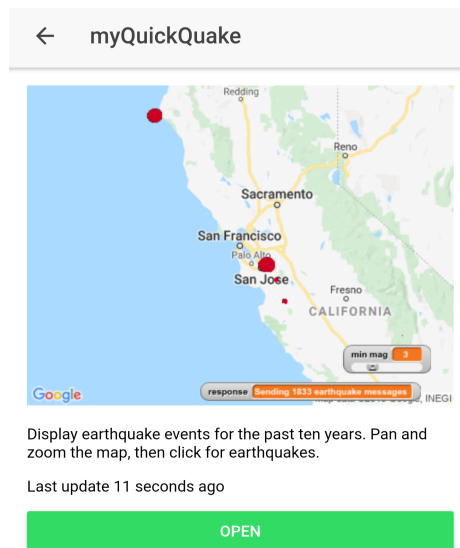 myQuickQuake
Redding
Reno
Sacramento
San Francisco
Palo Alto
San Jose
Fresno
CALIFORNIA
min mag 3
response Sending 1833 earthquake messages
Google
, INEGI
Display earthquake events for the past ten years. Pan and
zoom the map, then click for earthquakes.
Last update 11 seconds ago
OPEN